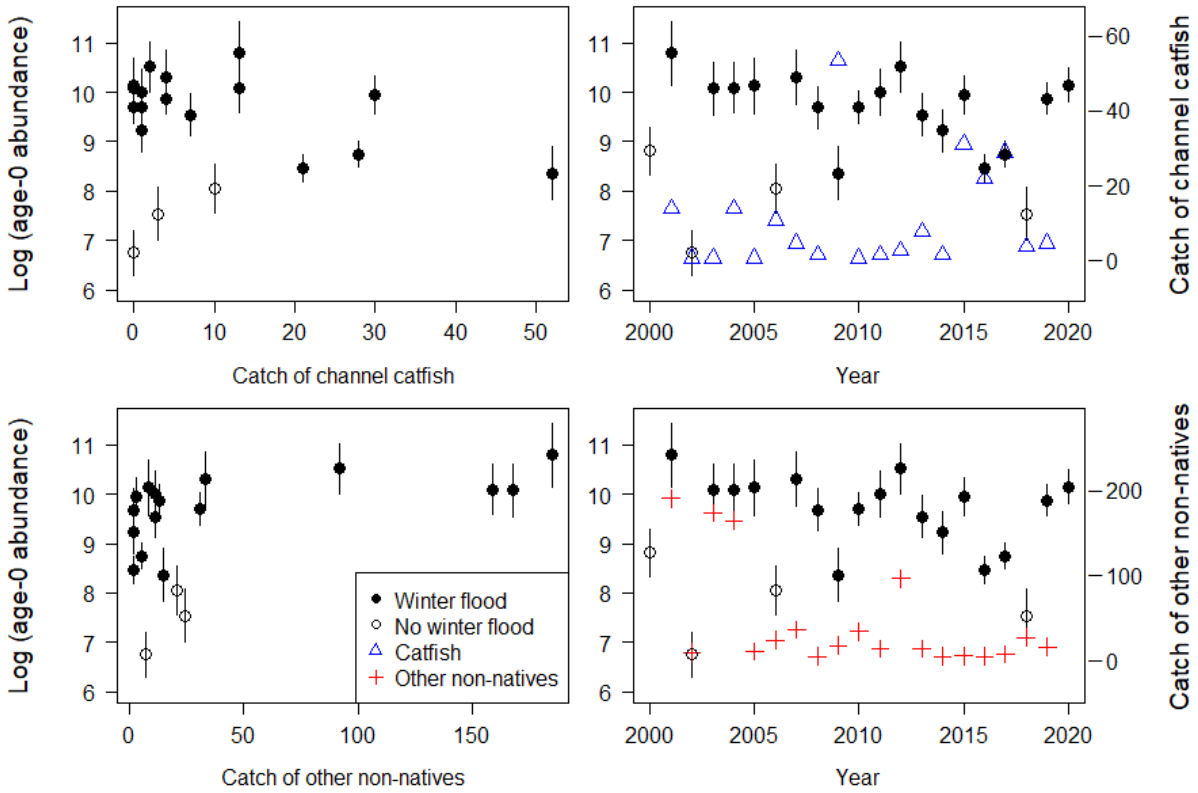 Log (age-0 abundance)
11
10
9
8
7
6
0 10 20 30 40 50
Catch of channel catfish
11
10
9
8
7
6
2000 2005 2010 2015 2020
Year
60
40
20
0
Catch of channel catfish
Log (age-0 abundance)
11
10
9
8
7
6
0 50 100 150
Catch of other non-natives
Winter flood
No winter flood
Catfish
Other non-natives
11
10
9
8
7
6
2000 2005 2010 2015 2020
Year
200
100
0
Catch of other non-natives